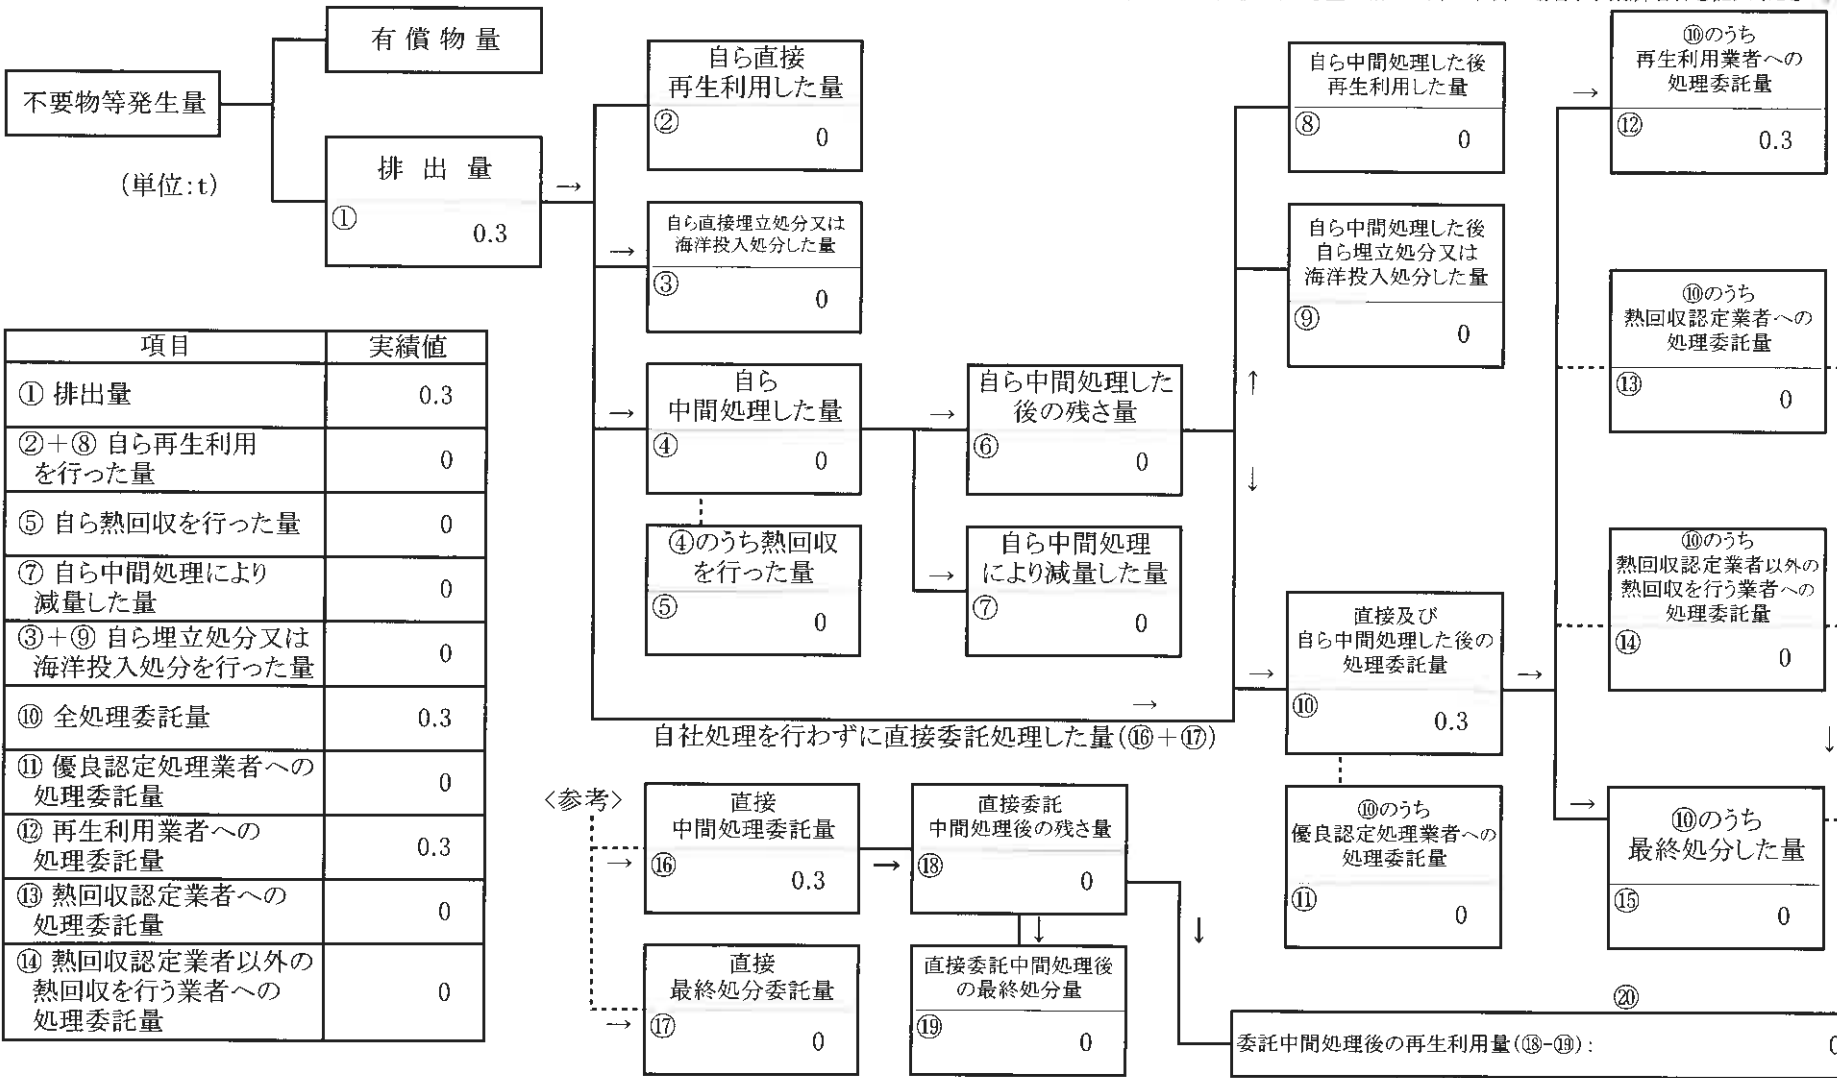 不要物等発生量
(単位:t)
有償物量
排出量
①
0.3
自ら直接
再生利用した量
②
0
自ら直接埋立処分又は
海洋投入処分した量
③
0
自ら
中間処理した量
④
0
④のうち熱回収
を行った量
⑤
0
自ら中間処理した
後の残さ量
⑥
0
自ら中間処理
により減量した量
⑦
0
自ら中間処理した後
再生利用した量
⑧
0
自ら中間処理した後
自ら埋立処分又は
海洋投入処分した量
⑨
0
直接及び
自ら中間処理した後の
処理委託量
⑩
0.3
⑩のうち
優良認定処理業者への
処理委託量
⑪
0
⑩のうち
再生利用業者への
処理委託量
⑫
0.3
⑩のうち
熱回収認定業者への
処理委託量
⑬
0
⑩のうち
熱回収認定業者以外の
熱回収を行う業者への
処理委託量
⑭
0
⑩のうち
最終処分した量
⑮
0
自社処理を行わずに直接委託処理した量(⑯+⑰)
<参考>
直接
中間処理委託量
⑯
0.3
直接
最終処分委託量
⑰
0
直接委託
中間処理後の残さ量
⑱
0
直接委託中間処理後
の最終処分量
⑲
0
⑳
委託中間処理後の再生利用量(⑱-⑲):
項目 実績値
① 排出量 0.3
②+⑧ 自ら再生利用
を行った量 0
⑤ 自ら熱回収を行った量 0
⑦ 自ら中間処理により
減量した量 0
③+⑨ 自ら埋立処分又は
海洋投入処分を行った量 0
⑩ 全処理委託量 0.3
⑪ 優良認定処理業者への
処理委託量 0
⑫ 再生利用業者への
処理委託量 0.3
⑬ 熱回収認定業者への
処理委託量 0
⑭ 熱回収認定業者以外の
熱回収を行う業者への
処理委託量 0